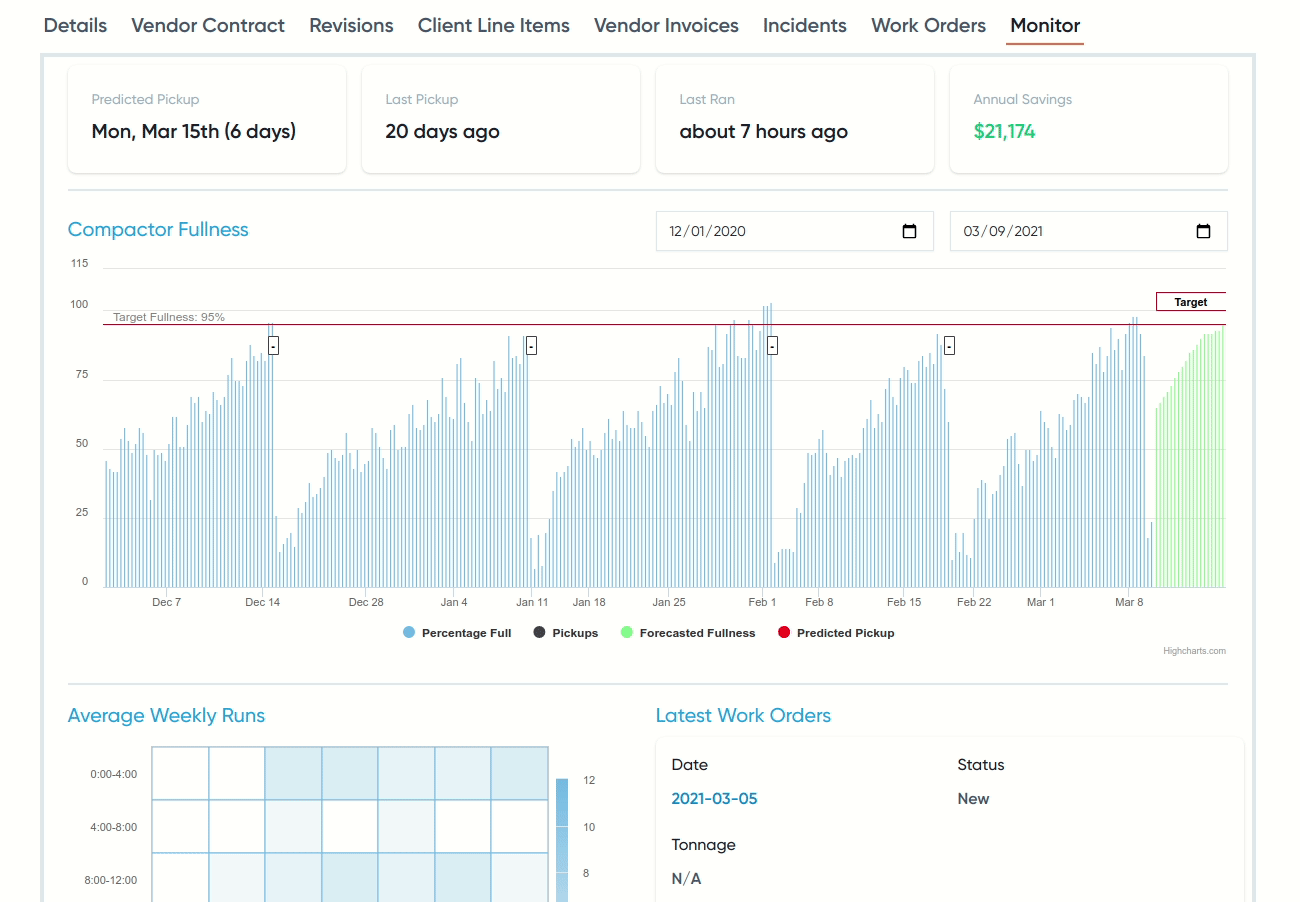 Details Vendor Contract Revisions Client Line Items Vendor Invoices Incidents Work Orders Monitor
Predicted Pickup Last Pickup Last Ran Annual Savings
Mon, Mar 15th (6 days) 20 days ago about 7 hours ago $21,174
Compactor Fullness 12/01/2020 03/09/2021
115
100
Target
Target Fullness: 95%
- - - -
75
50
25
0
Dec 7 Dec 14 Dec 28 Jan 4 Jan 11 Jan 18 Jan 25 Feb 1 Feb 8 Feb 15 Feb 22 Mar 1 Mar 8
Percentage Full Pickups Forecasted Fullness Predicted Pickup
Highcharts.com
Average Weekly Runs
0:00-4:00
4:00-8:00
8:00-12:00
12
10
8
Latest Work Orders
Date Status
2021-03-05 New
Tonnage
N/A